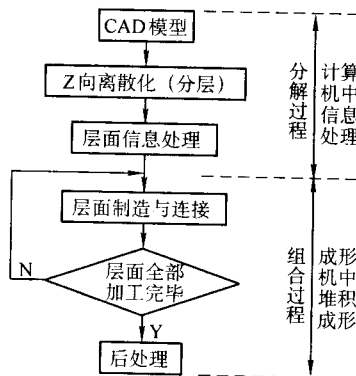 CAD模型
Z向离散化（分层）
层面信息处理
层面制造与连接
层面全部
加工完毕
N
Y
后处理
分解过程
计算
机中
信息
处理
组合过程
成形
机中
堆积
成形